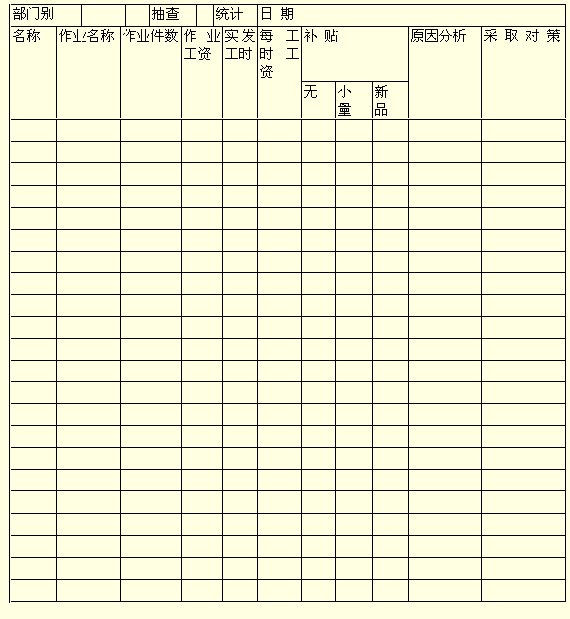 部门别 抽查 统计 日 期
名称 作业名称 作业件数 作 业 实发 每 工 补 贴 原因分析 采 取 对 策
工资 工时 时 工
资
无 小 新
量 品